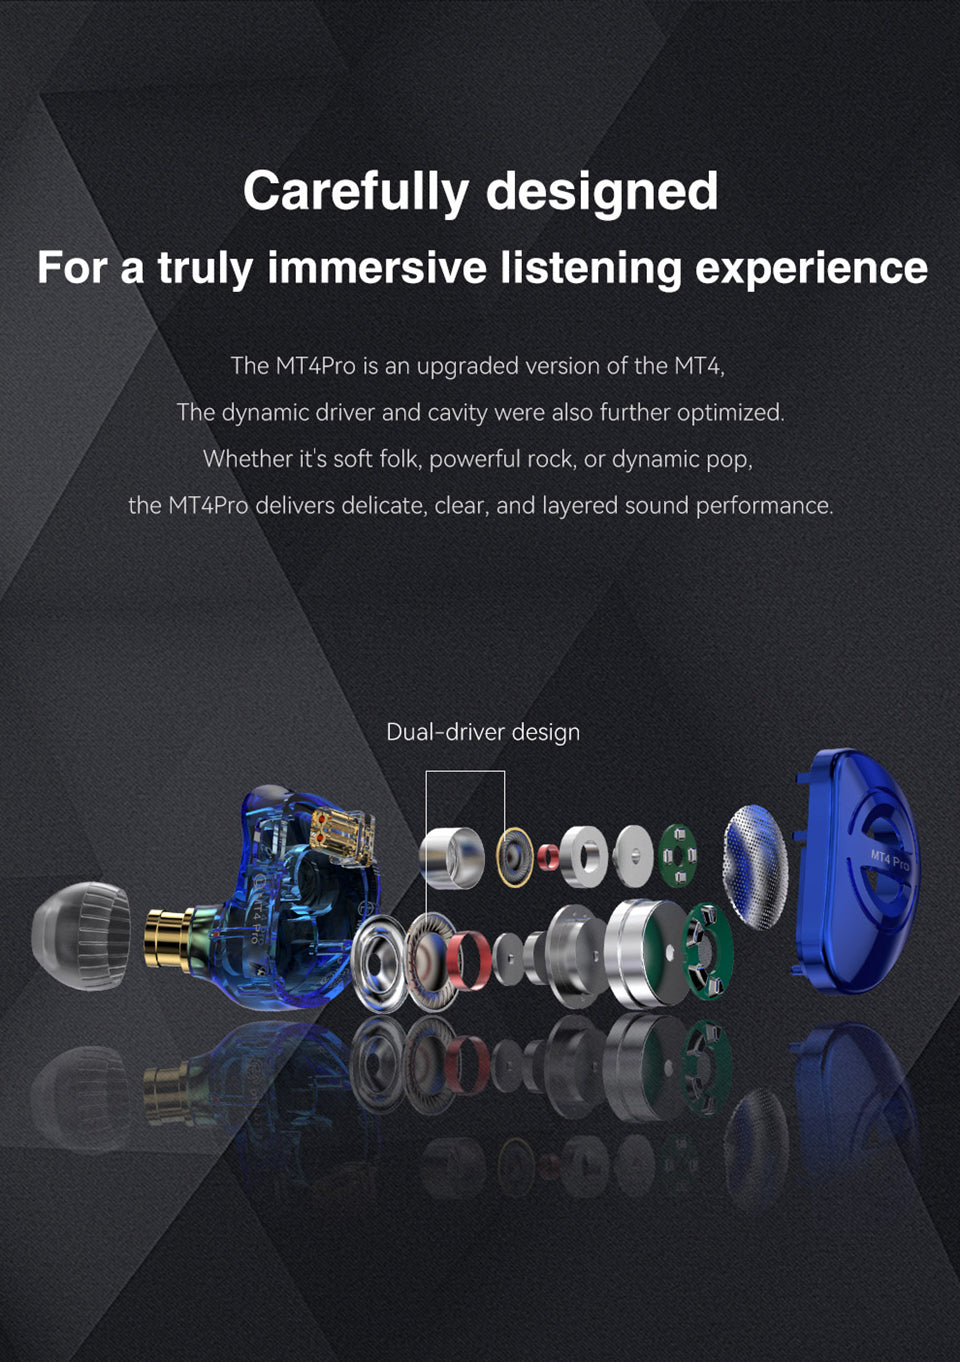 Carefully designed
For a truly immersive listening experience
The MT4Pro is an upgraded version of the MT4,
The dynamic driver and cavity were also further optimized.
Whether it's soft folk, powerful rock, or dynamic pop,
the MT4Pro delivers delicate, clear, and layered sound performance.
Dual-driver design
MT4 Pro
MT4 Pro